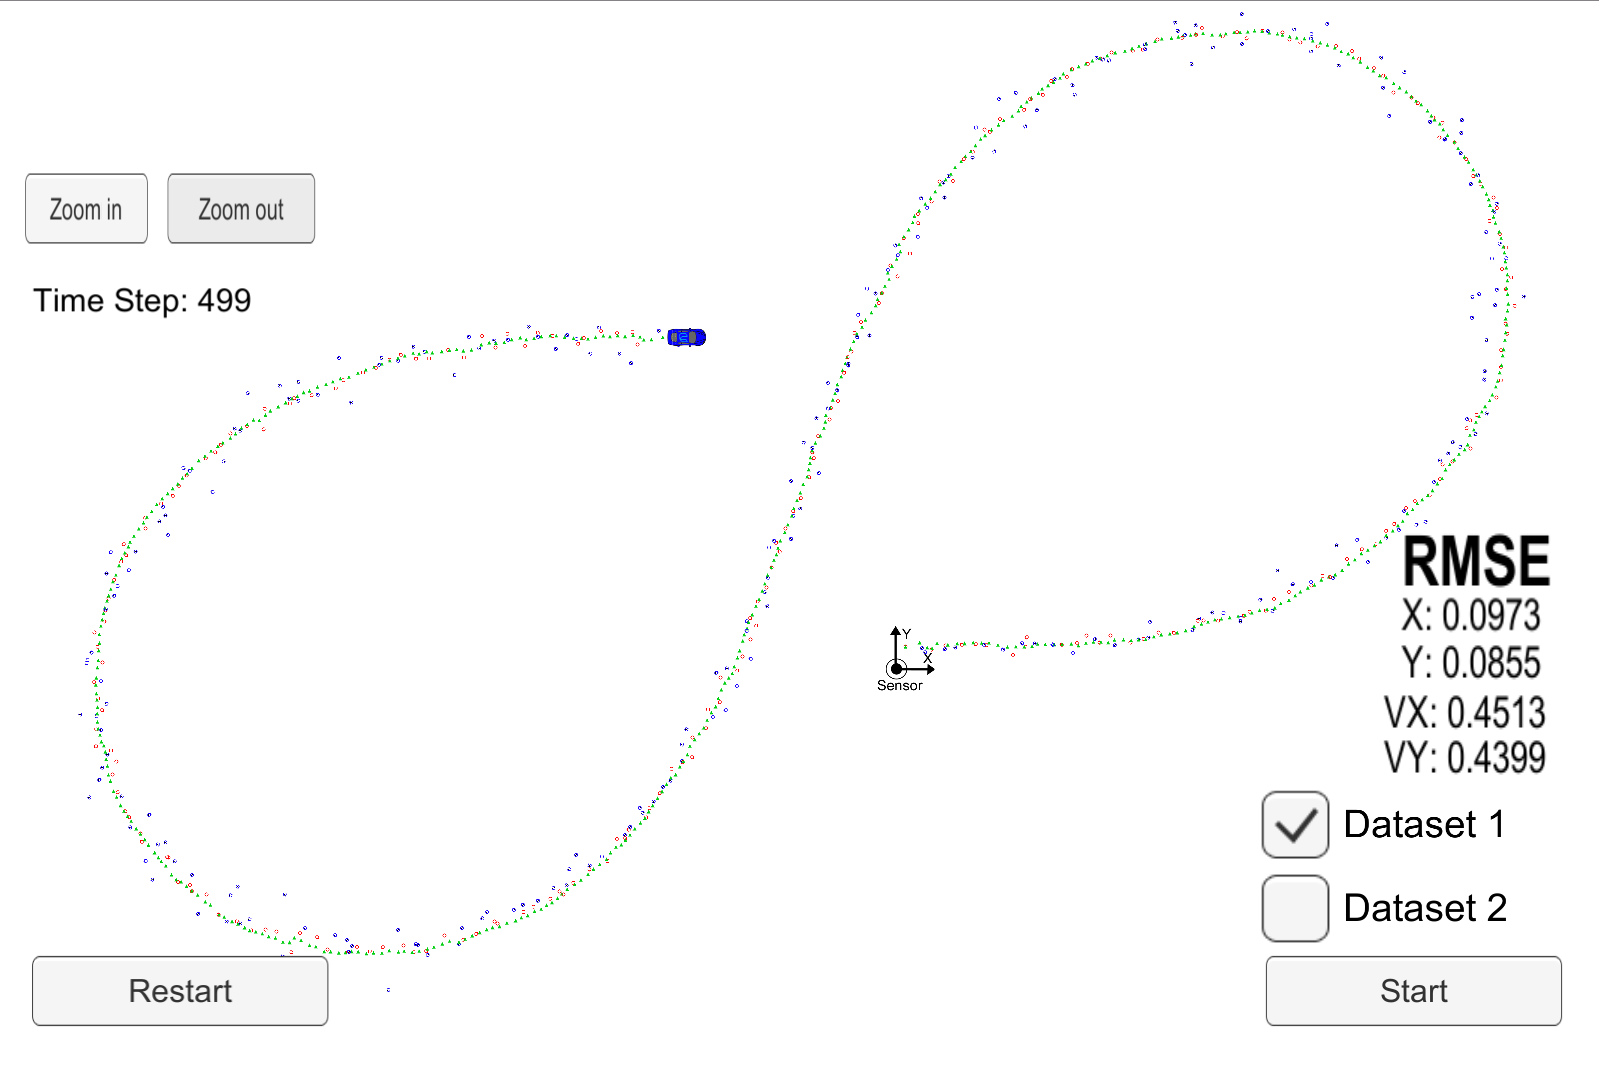 Zoom in
Zoom out
Time Step: 499
Y
X
Sensor
RMSE
X: 0.0973
Y: 0.0855
VX: 0.4513
VY: 0.4399
Dataset 1
Dataset 2
Restart
Start